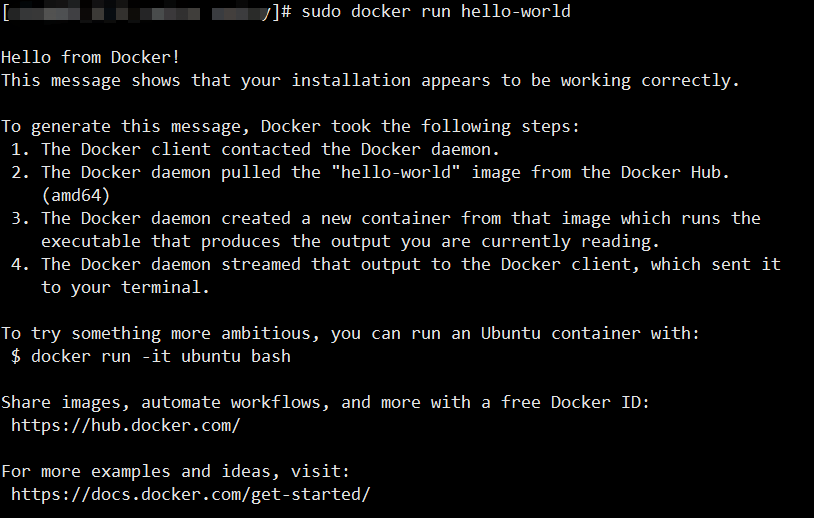 [y]# sudo docker run hello-world
Hello from Docker!
This message shows that your installation appears to be working correctly.
To generate this message, Docker took the following steps:
1. The Docker client contacted the Docker daemon.
2. The Docker daemon pulled the "hello-world" image from the Docker Hub.
(amd64)
3. The Docker daemon created a new container from that image which runs the
executable that produces the output you are currently reading.
4. The Docker daemon streamed that output to the Docker client, which sent it
to your terminal.
To try something more ambitious, you can run an Ubuntu container with:
$ docker run -it ubuntu bash
Share images, automate workflows, and more with a free Docker ID:
https://hub.docker.com/
For more examples and ideas, visit:
https://docs.docker.com/get-started/